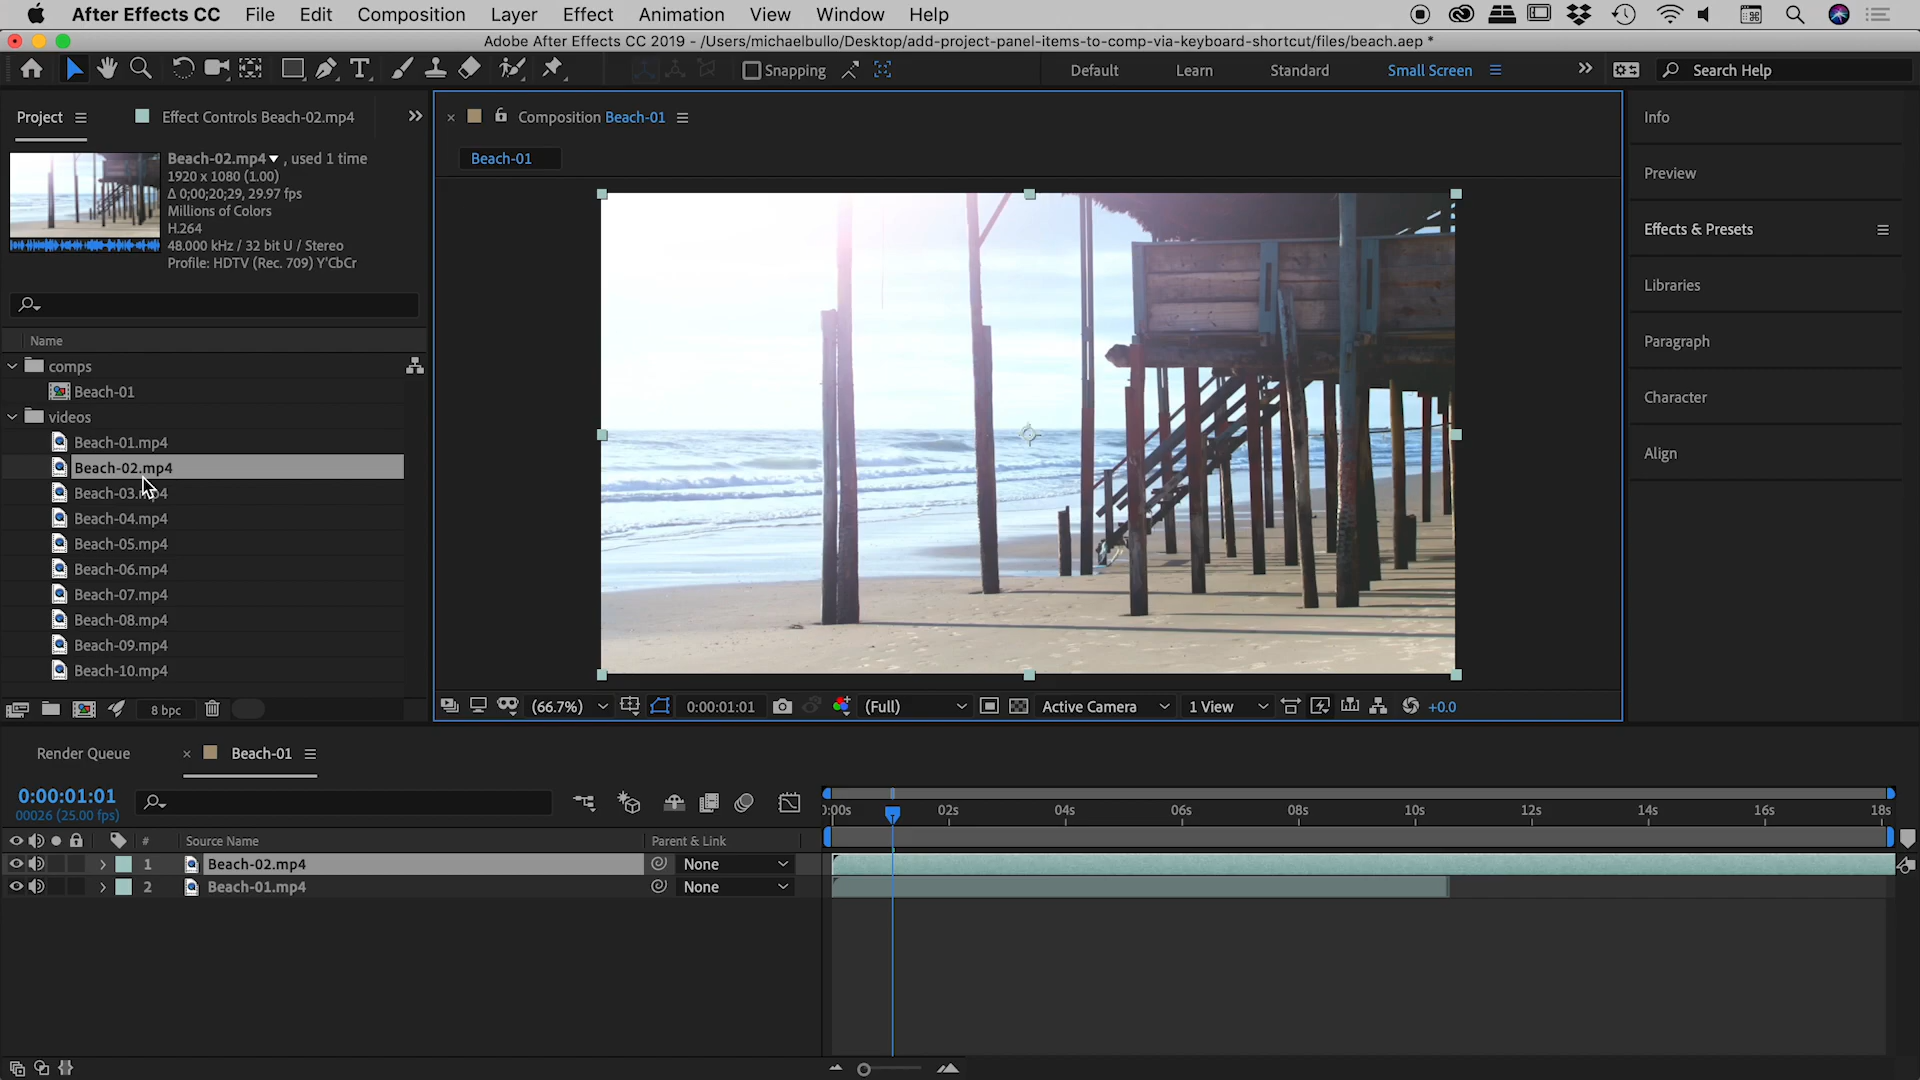 After Effects CC File Edit Composition Layer Effect Animation View Window Help
Adobe After Effects CC 2019 - /Users/michaelbullo/Desktop/add-project-panel-items-to-comp-via-keyboard-shortcut/files/beach.aep *
Snapping Default Learn Standard Small Screen Search Help
Project Effect Controls Beach-02.mp4
Composition Beach-01
Beach-01
Beach-02.mp4 , used 1 time
1920 x 1080 (1.00)
Δ 0;00;20;29, 29.97 fps
Millions of Colors
H.264
48.000 kHz / 32 bit U / Stereo
Profile: HDTV (Rec. 709) Y'CbCr
Name
comps
Beach-01
videos
Beach-01.mp4
Beach-02.mp4
Beach-03.mp4
Beach-04.mp4
Beach-05.mp4
Beach-06.mp4
Beach-07.mp4
Beach-08.mp4
Beach-09.mp4
Beach-10.mp4
8 bpc
(66.7%) 0:00:01:01 (Full) Active Camera 1 View +0.0
Info
Preview
Effects & Presets
Libraries
Paragraph
Character
Align
Render Queue Beach-01
0:00:01:01
00026 (25.00 fps)
:00s 02s 04s 06s 08s 10s 12s 14s 16s 18s
# Source Name Parent & Link
1 Beach-02.mp4 None
2 Beach-01.mp4 None